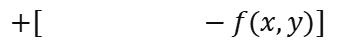 +[ − f(x, y)]